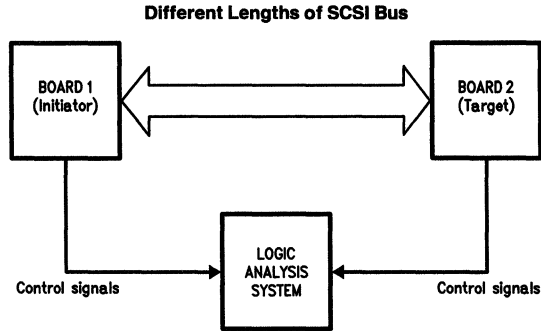 Different Lengths of SCSI Bus
BOARD 1
(Initiator)
BOARD 2
(Target)
LOGIC
ANALYSIS
SYSTEM
Control signals
Control signals